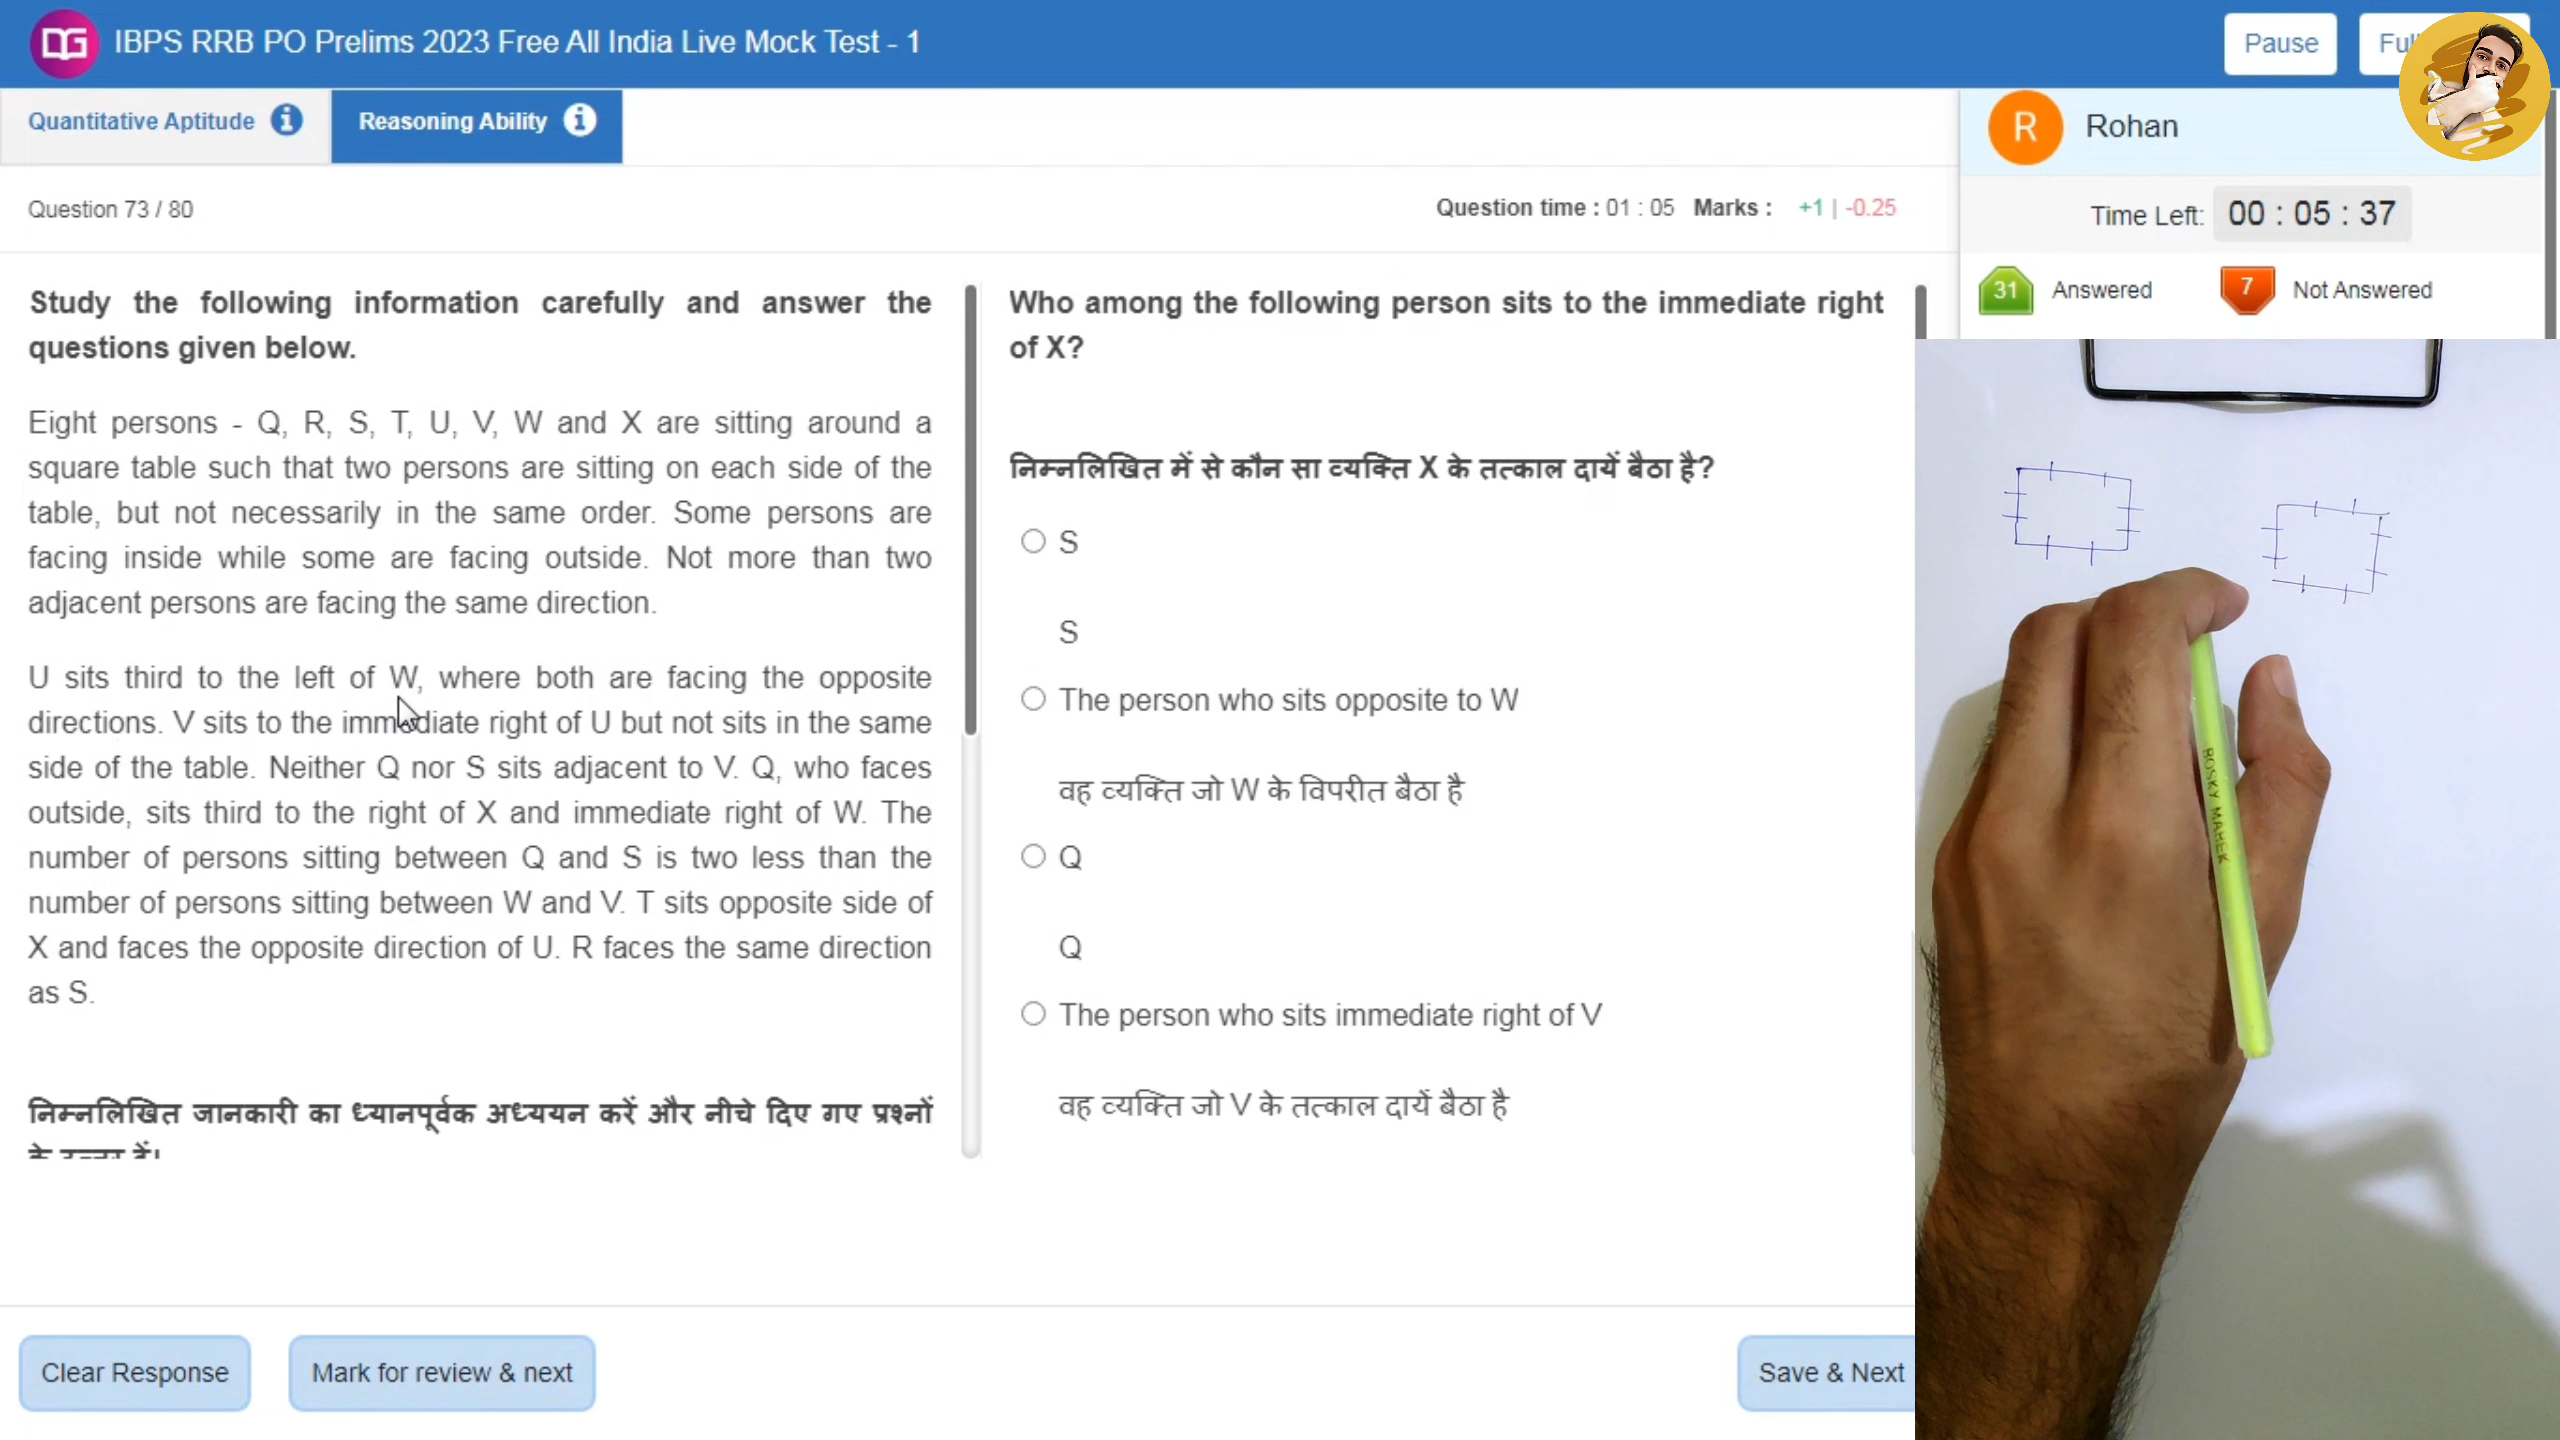 IBPS RRB PO Prelims 2023 Free All India Live Mock Test - 1
Pause
Quantitative Aptitude
Reasoning Ability
R
Rohan
Question 73 / 80
Question time : 01 : 05 Marks : +1 | -0.25
Time Left: 00 : 05 : 37
31 Answered
7 Not Answered
Study the following information carefully and answer the
questions given below.
Eight persons - Q, R, S, T, U, V, W and X are sitting around a
square table such that two persons are sitting on each side of the
table, but not necessarily in the same order. Some persons are
facing inside while some are facing outside. Not more than two
adjacent persons are facing the same direction.
U sits third to the left of W, where both are facing the opposite
directions. V sits to the immediate right of U but not sits in the same
side of the table. Neither Q nor S sits adjacent to V. Q, who faces
outside, sits third to the right of X and immediate right of W. The
number of persons sitting between Q and S is two less than the
number of persons sitting between W and V. T sits opposite side of
X and faces the opposite direction of U. R faces the same direction
as S.
निम्नलिखित जानकारी का ध्यानपूर्वक अध्ययन करें और नीचे दिए गए प्रश्नों
Who among the following person sits to the immediate right
of X?
निम्नलिखित में से कौन सा व्यक्ति X के तत्काल दायें बैठा है?
S
S
The person who sits opposite to W
वह व्यक्ति जो W के विपरीत बैठा है
Q
Q
The person who sits immediate right of V
वह व्यक्ति जो V के तत्काल दायें बैठा है
BOSKY MAHEK
Clear Response
Mark for review & next
Save & Next